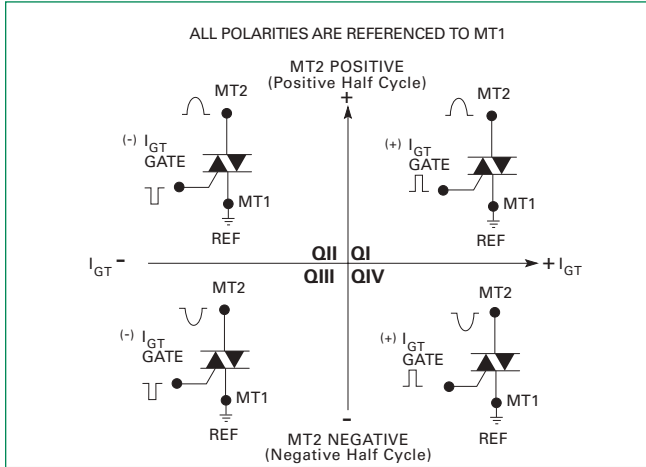 ALL POLARITIES ARE REFERENCED TO MT1
MT2 POSITIVE
(Positive Half Cycle)
+
MT2
(-) IGT
GATE
MT1
REF
MT2
(+) IGT
GATE
MT1
REF
IGT -
QII QI
QIII QIV
+ IGT
MT2
(-) IGT
GATE
MT1
REF
MT2
(+) IGT
GATE
MT1
REF
-
MT2 NEGATIVE
(Negative Half Cycle)